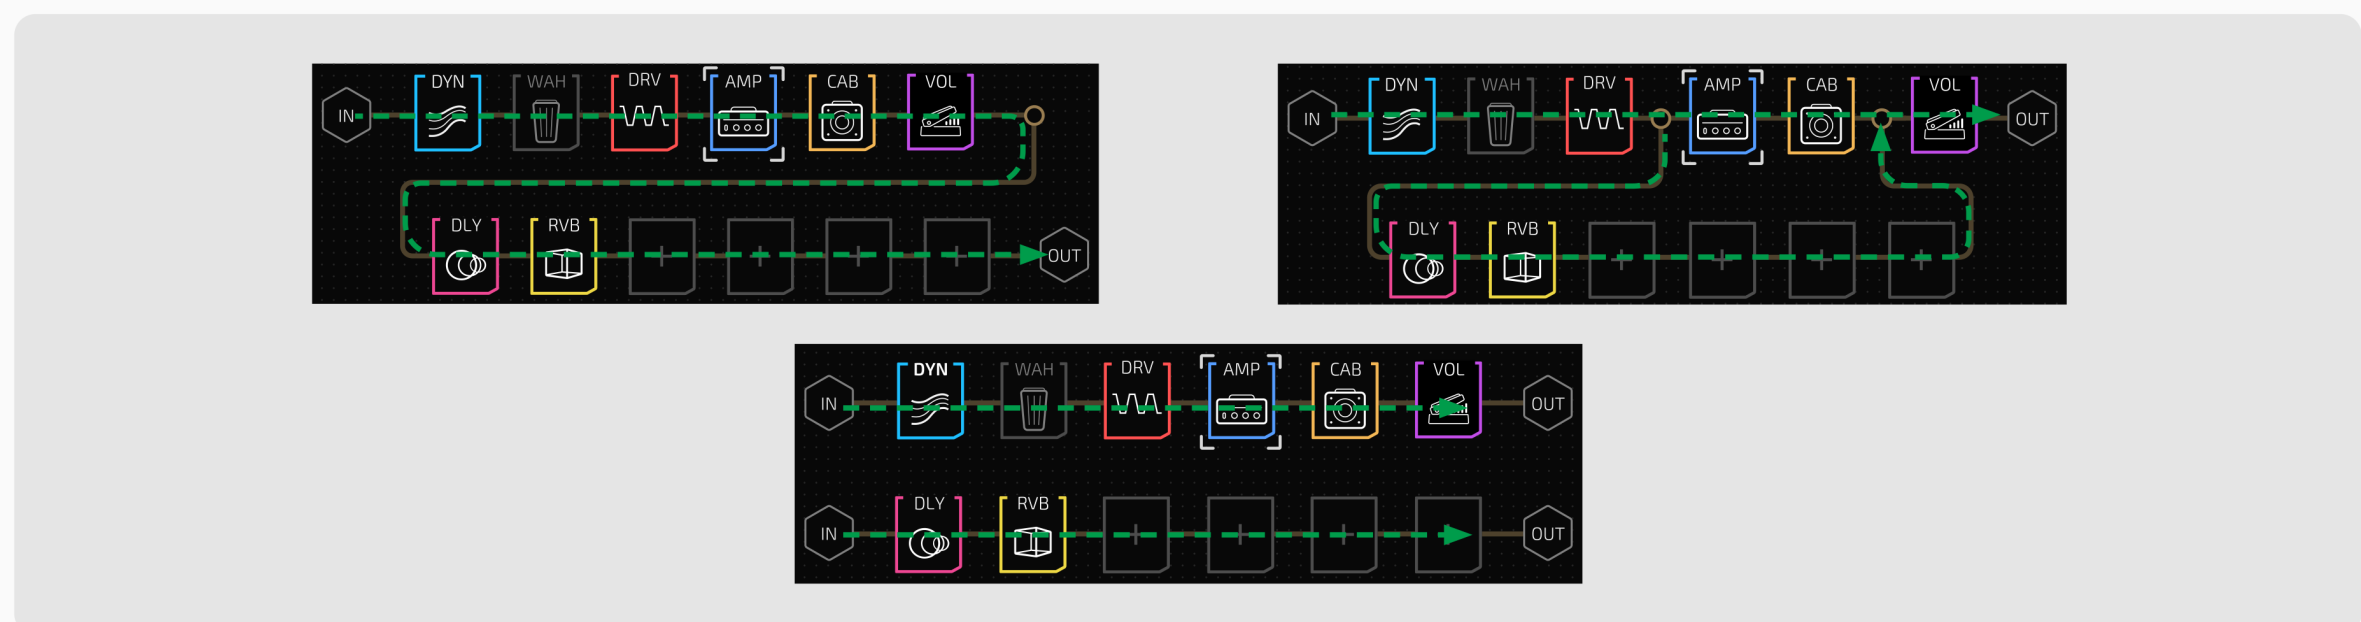 IN DYN WAH DRV AMP CAB VOL
DLY RVB OUT
IN DYN WAH DRV AMP CAB VOL OUT
DLY RVB
IN DYN WAH DRV AMP CAB VOL OUT
IN DLY RVB OUT